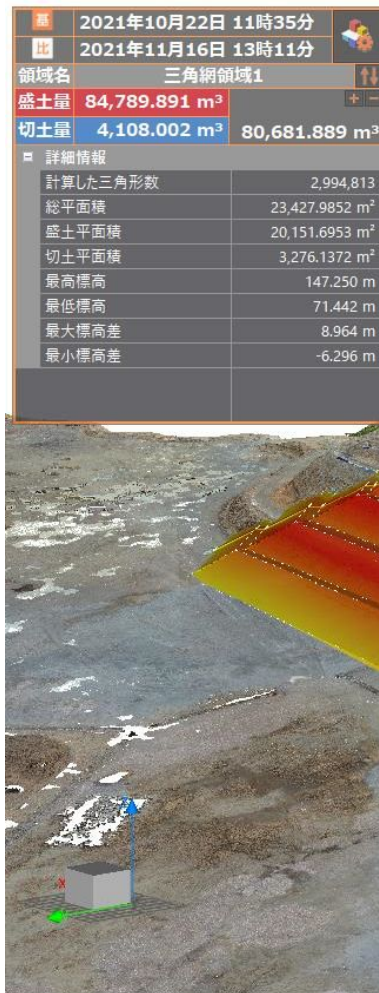 基 2021年10月22日 11時35分
比 2021年11月16日 13時11分
領域名 三角網領域1
盛土量 84,789.891 m³
+ −
切土量 4,108.002 m³ 80,681.889 m³
詳細情報
計算した三角形数 2,994,813
総平面積 23,427.9852 m²
盛土平面積 20,151.6953 m²
切土平面積 3,276.1372 m²
最高標高 147.250 m
最低標高 71.442 m
最大標高差 8.964 m
最小標高差 -6.296 m
X